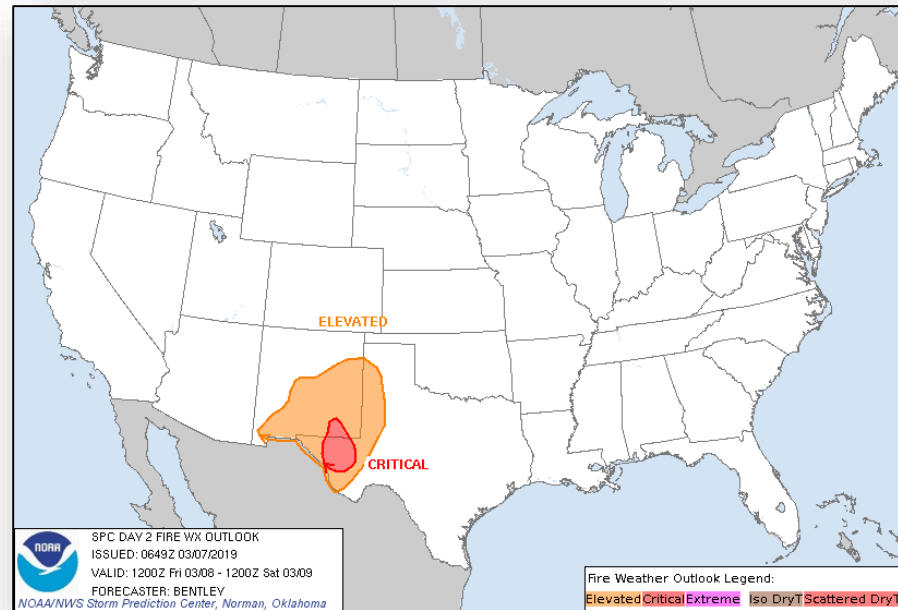 ELEVATED
CRITICAL
NOAA
SPC DAY 2 FIRE WX OUTLOOK
ISSUED: 0649Z 03/07/2019
VALID: 1200Z Fri 03/08 - 1200Z Sat 03/09
FORECASTER: BENTLEY
NOAA/NWS Storm Prediction Center, Norman, Oklahoma
Fire Weather Outlook Legend:
Elevated Critical Extreme Iso DryT Scattered DryT